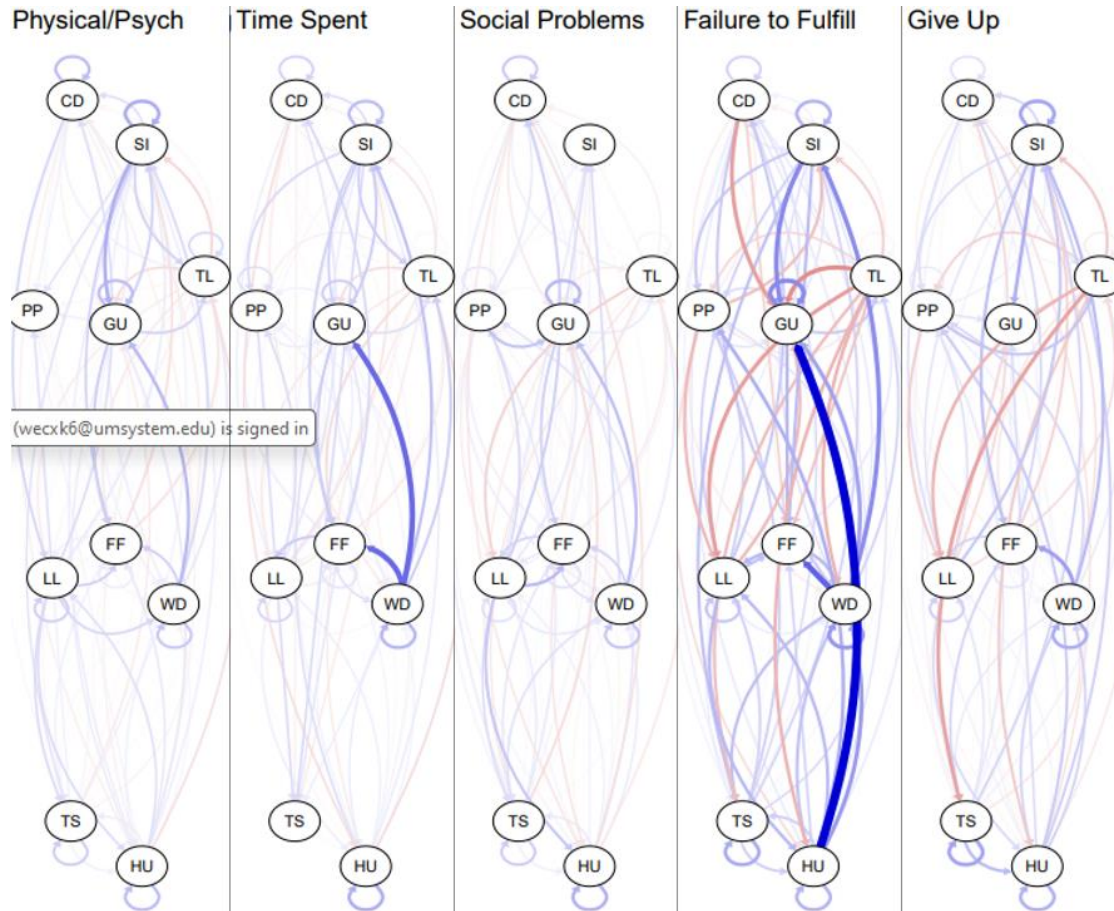 Physical/Psych
Time Spent
Social Problems
Failure to Fulfill
Give Up
CD
SI
TL
PP
GU
(wecxk6@umsystem.edu) is signed in
FF
LL
WD
TS
HU
CD
SI
TL
PP
GU
FF
LL
WD
TS
HU
CD
SI
TL
PP
GU
FF
LL
WD
TS
HU
CD
SI
TL
PP
GU
FF
LL
WD
TS
HU
CD
SI
TL
PP
GU
FF
LL
WD
TS
HU